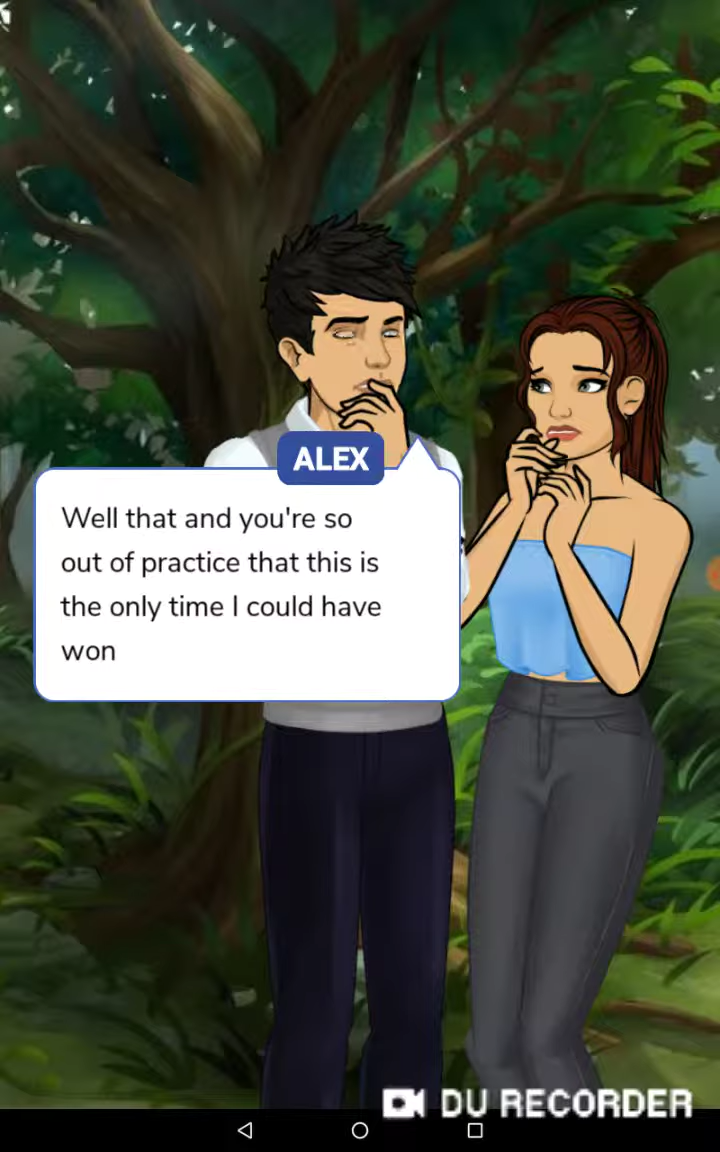 ALEX
Well that and you're so
out of practice that this is
the only time I could have
won
DU RECORDER